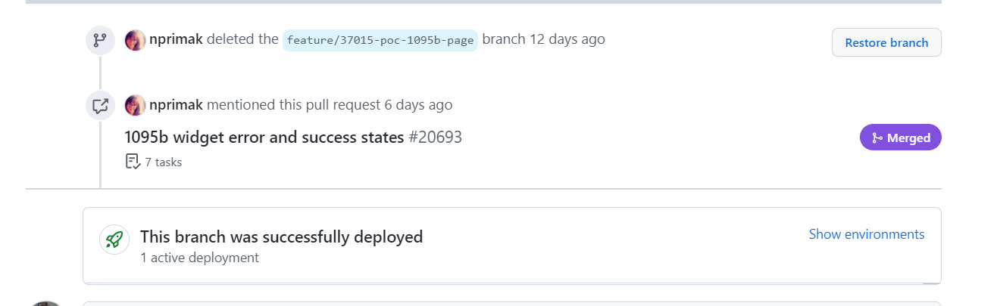 nprimak deleted the feature/37015-poc-1095b-page branch 12 days ago
Restore branch
nprimak mentioned this pull request 6 days ago
1095b widget error and success states #20693
Merged
7 tasks
This branch was successfully deployed
Show environments
1 active deployment